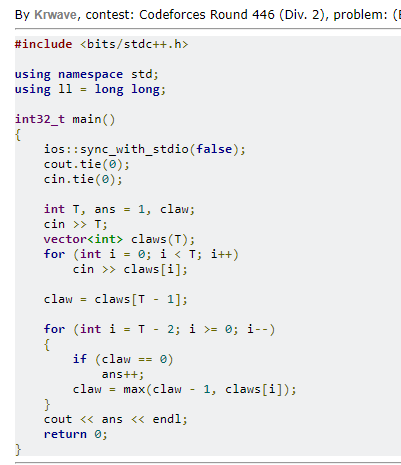 By Krwave, contest: Codeforces Round 446 (Div. 2), problem: (
#include <bits/stdc++.h>
using namespace std;
using ll = long long;
int32_t main()
{
ios::sync_with_stdio(false);
cout.tie(0);
cin.tie(0);
int T, ans = 1, claw;
cin >> T;
vector<int> claws(T);
for (int i = 0; i < T; i++)
cin >> claws[i];
claw = claws[T - 1];
for (int i = T - 2; i >= 0; i--)
{
if (claw == 0)
ans++;
claw = max(claw - 1, claws[i]);
}
cout << ans << endl;
return 0;
}